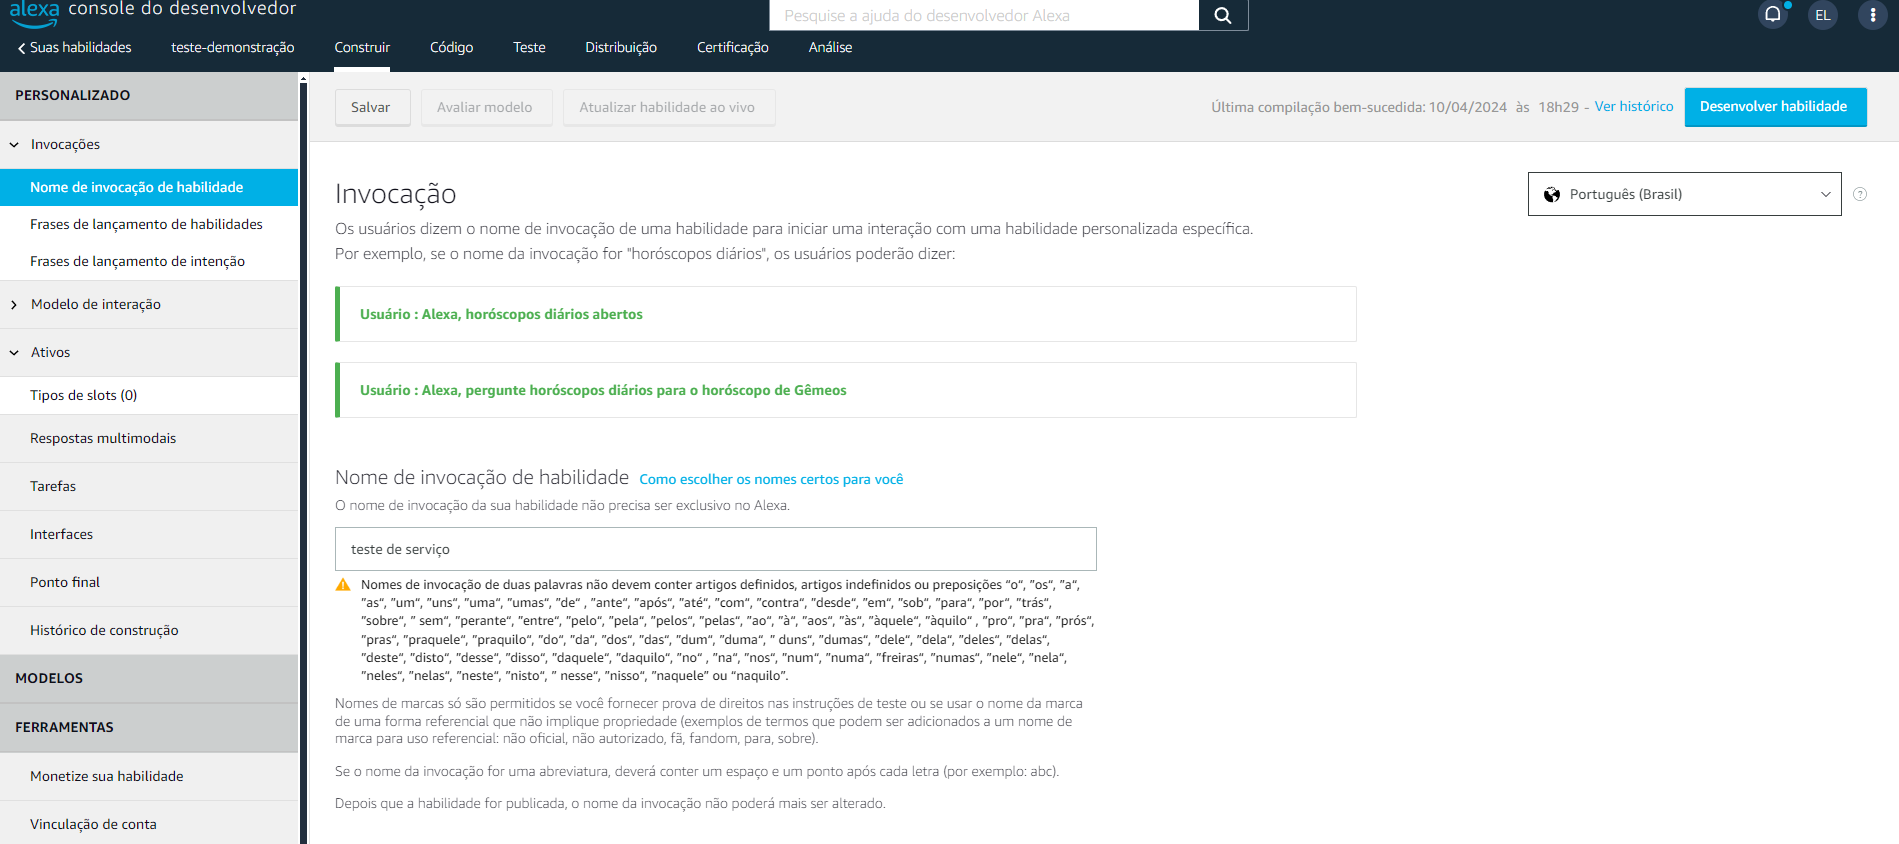 alexa console do desenvolvedor
Pesquise a ajuda do desenvolvedor Alexa
EL
Suas habilidades teste-demonstração Construir Código Teste Distribuição Certificação Análise
PERSONALIZADO
Invocações
Nome de invocação de habilidade
Frases de lançamento de habilidades
Frases de lançamento de intenção
Modelo de interação
Ativos
Tipos de slots (0)
Respostas multimodais
Tarefas
Interfaces
Ponto final
Histórico de construção
MODELOS
FERRAMENTAS
Monetize sua habilidade
Vinculação de conta
Salvar Avaliar modelo Atualizar habilidade ao vivo
Última compilação bem-sucedida: 10/04/2024 às 18h29 - Ver histórico
Desenvolver habilidade
Invocação
Português (Brasil)
?
Os usuários dizem o nome de invocação de uma habilidade para iniciar uma interação com uma habilidade personalizada específica.
Por exemplo, se o nome da invocação for "horóscopos diários", os usuários poderão dizer:
Usuário : Alexa, horóscopos diários abertos
Usuário : Alexa, pergunte horóscopos diários para o horóscopo de Gêmeos
Nome de invocação de habilidade Como escolher os nomes certos para você
O nome de invocação da sua habilidade não precisa ser exclusivo no Alexa.
teste de serviço
Nomes de invocação de duas palavras não devem conter artigos definidos, artigos indefinidos ou preposições “o“, ”os“, ”a“,
”as“, ”um“, ”uns“, ”uma“, ”umas“, ”de“ , ”ante“, ”após“, ”até“, ”com“, ”contra“, ”desde“, ”em“, ”sob“, ”para“, ”por“, ”trás“,
”sobre“, ” sem“, ”perante“, ”entre“, ”pelo“, ”pela“, ”pelos“, ”pelas“, ”ao“, ”à“, ”aos“, ”às“, ”àquele“, ”àquilo“ , ”pro“, ”pra“, ”prós“,
”pras“, ”praquele“, ”praquilo“, ”do“, ”da“, ”dos“, ”das“, ”dum“, ”duma“, ” duns“, ”dumas“, ”dele“, ”dela“, ”deles“, ”delas“,
”deste“, ”disto“, ”desse“, ”disso“, ”daquele“, ”daquilo“, ”no“ , ”na“, ”nos“, ”num“, ”numa“, ”freiras“, ”numas“, ”nele“, ”nela“,
”neles“, ”nelas“, ”neste“, ”nisto“, ” nesse“, ”nisso“, ”naquele” ou “naquilo”.
Nomes de marcas só são permitidos se você fornecer prova de direitos nas instruções de teste ou se usar o nome da marca
de uma forma referencial que não implique propriedade (exemplos de termos que podem ser adicionados a um nome de
marca para uso referencial: não oficial, não autorizado, fã, fandom, para, sobre).
Se o nome da invocação for uma abreviatura, deverá conter um espaço e um ponto após cada letra (por exemplo: abc).
Depois que a habilidade for publicada, o nome da invocação não poderá mais ser alterado.